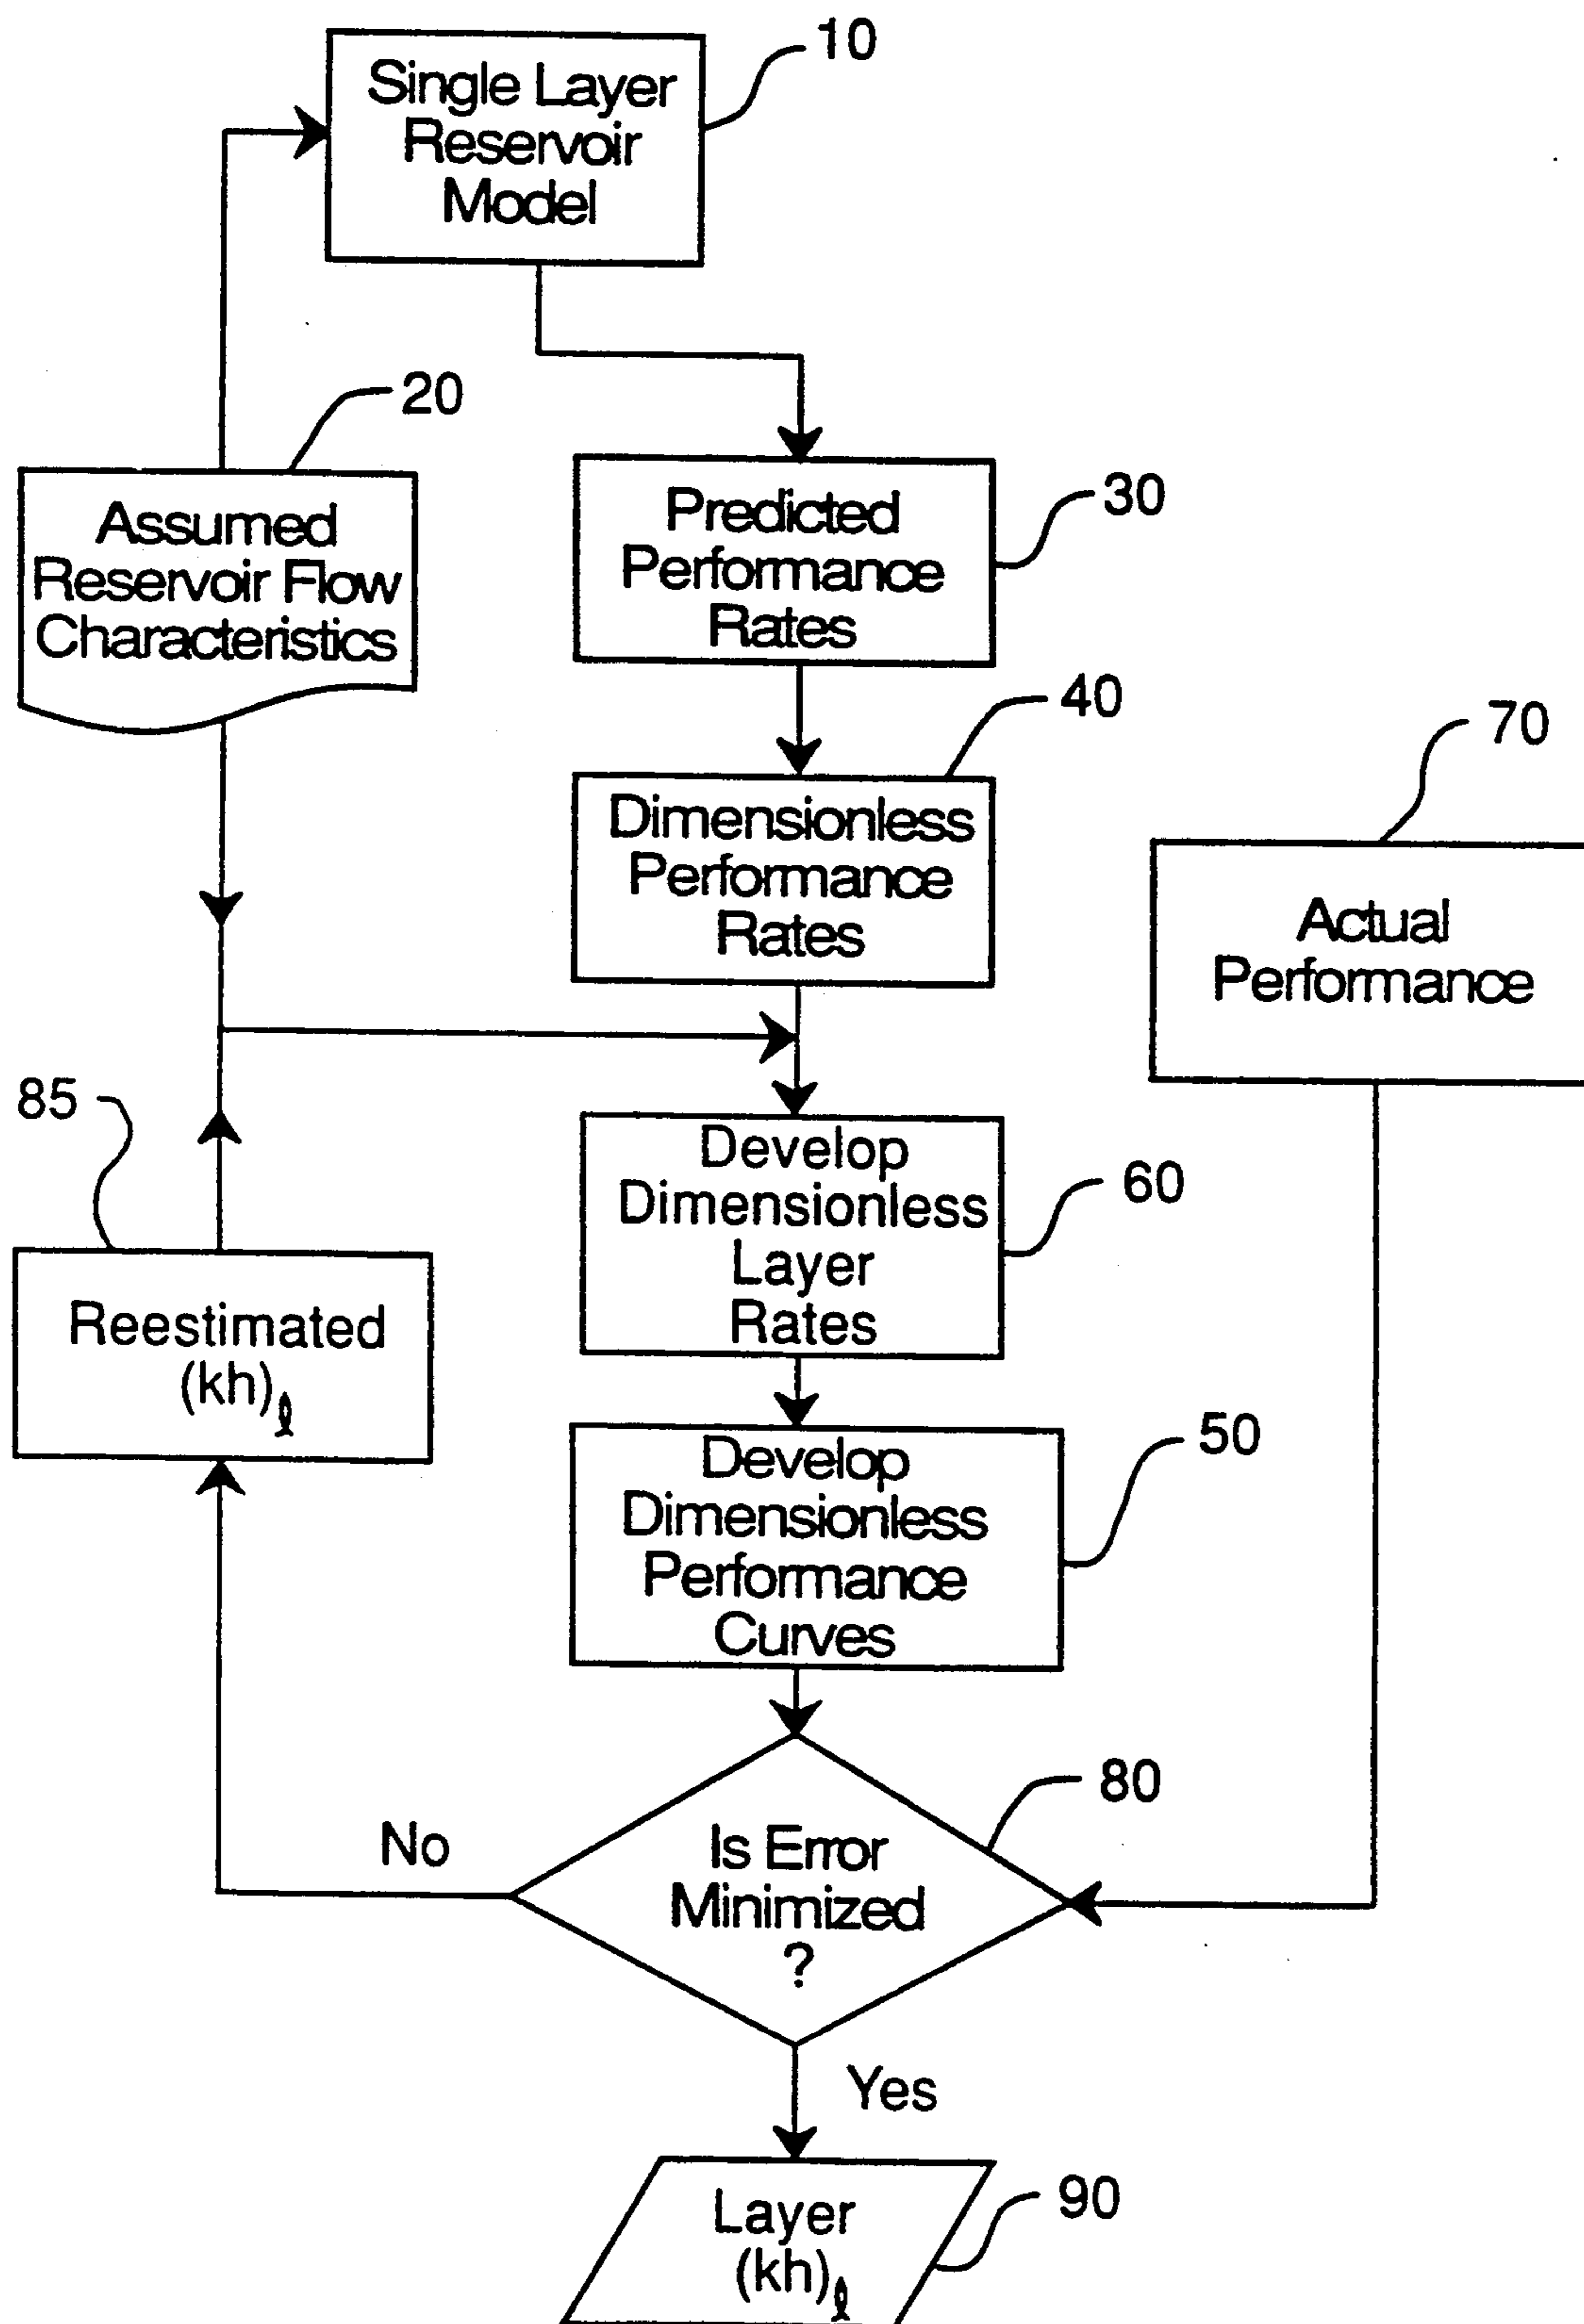 10
Single Layer
Reservoir
Model
20
Assumed
Reservoir Flow
Characteristics
30
Predicted
Performance
Rates
40
Dimensionless
Performance
Rates
70
Actual
Performance
60
Develop
Dimensionless
Layer
Rates
85
Reestimated
(kh)ℓ
50
Develop
Dimensionless
Performance
Curves
80
Is Error
Minimized
?
No
Yes
90
Layer
(kh)ℓ